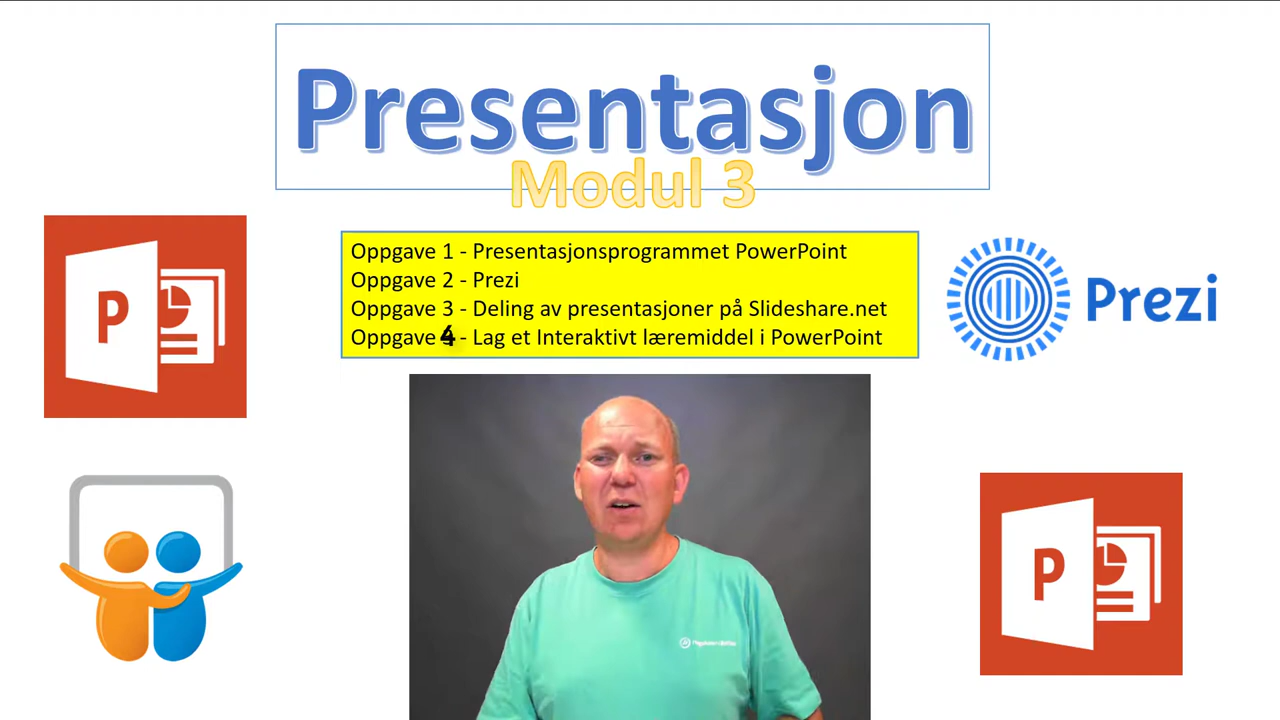 Presentasjon
Modul 3
Oppgave 1 - Presentasjonsprogrammet PowerPoint
Oppgave 2 - Prezi
Oppgave 3 - Deling av presentasjoner på Slideshare.net
Oppgave 4 - Lag et Interaktivt læremiddel i PowerPoint
P
Prezi
P